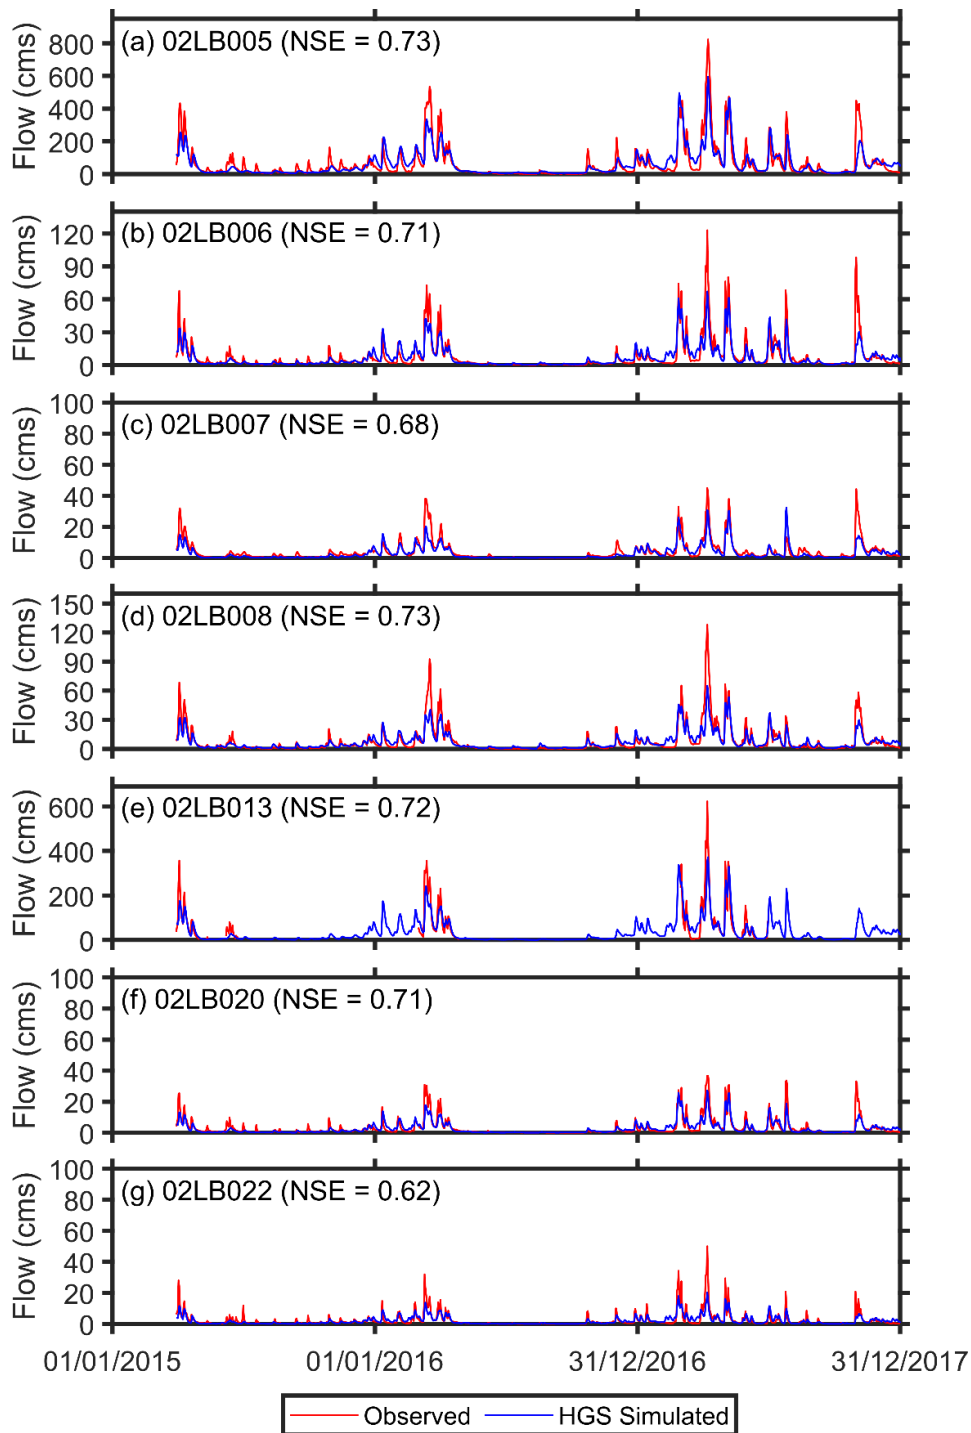 (a) 02LB005 (NSE = 0.73)
Flow (cms)
800
600
400
200
0
(b) 02LB006 (NSE = 0.71)
Flow (cms)
120
90
60
30
0
(c) 02LB007 (NSE = 0.68)
Flow (cms)
100
80
60
40
20
0
(d) 02LB008 (NSE = 0.73)
Flow (cms)
150
120
90
60
30
0
(e) 02LB013 (NSE = 0.72)
Flow (cms)
600
400
200
0
(f) 02LB020 (NSE = 0.71)
Flow (cms)
100
80
60
40
20
0
(g) 02LB022 (NSE = 0.62)
Flow (cms)
100
80
60
40
20
0
01/01/2015 01/01/2016 31/12/2016 31/12/2017
Observed HGS Simulated